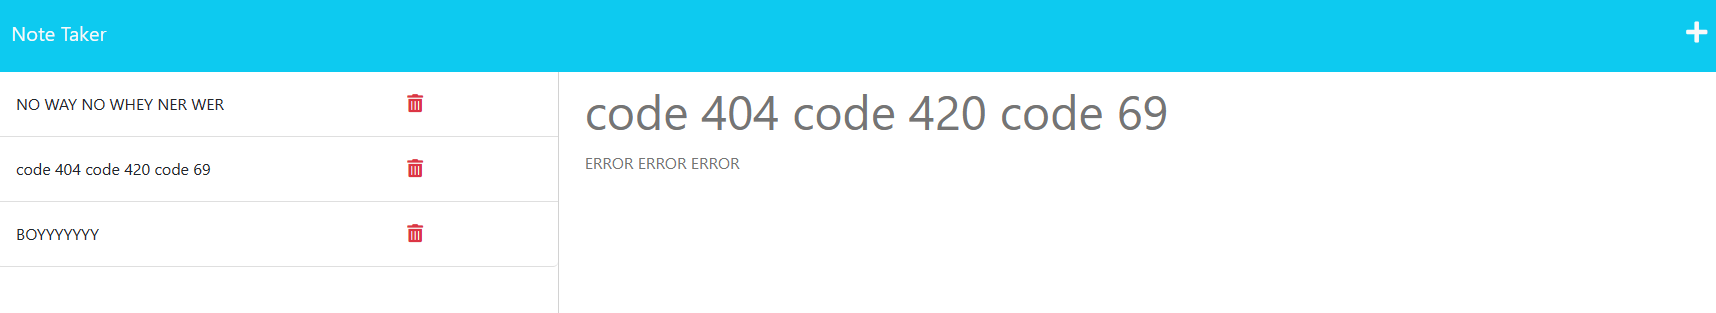 Note Taker
NO WAY NO WHEY NER WER
code 404 code 420 code 69
BOYYYYYYY
code 404 code 420 code 69
ERROR ERROR ERROR